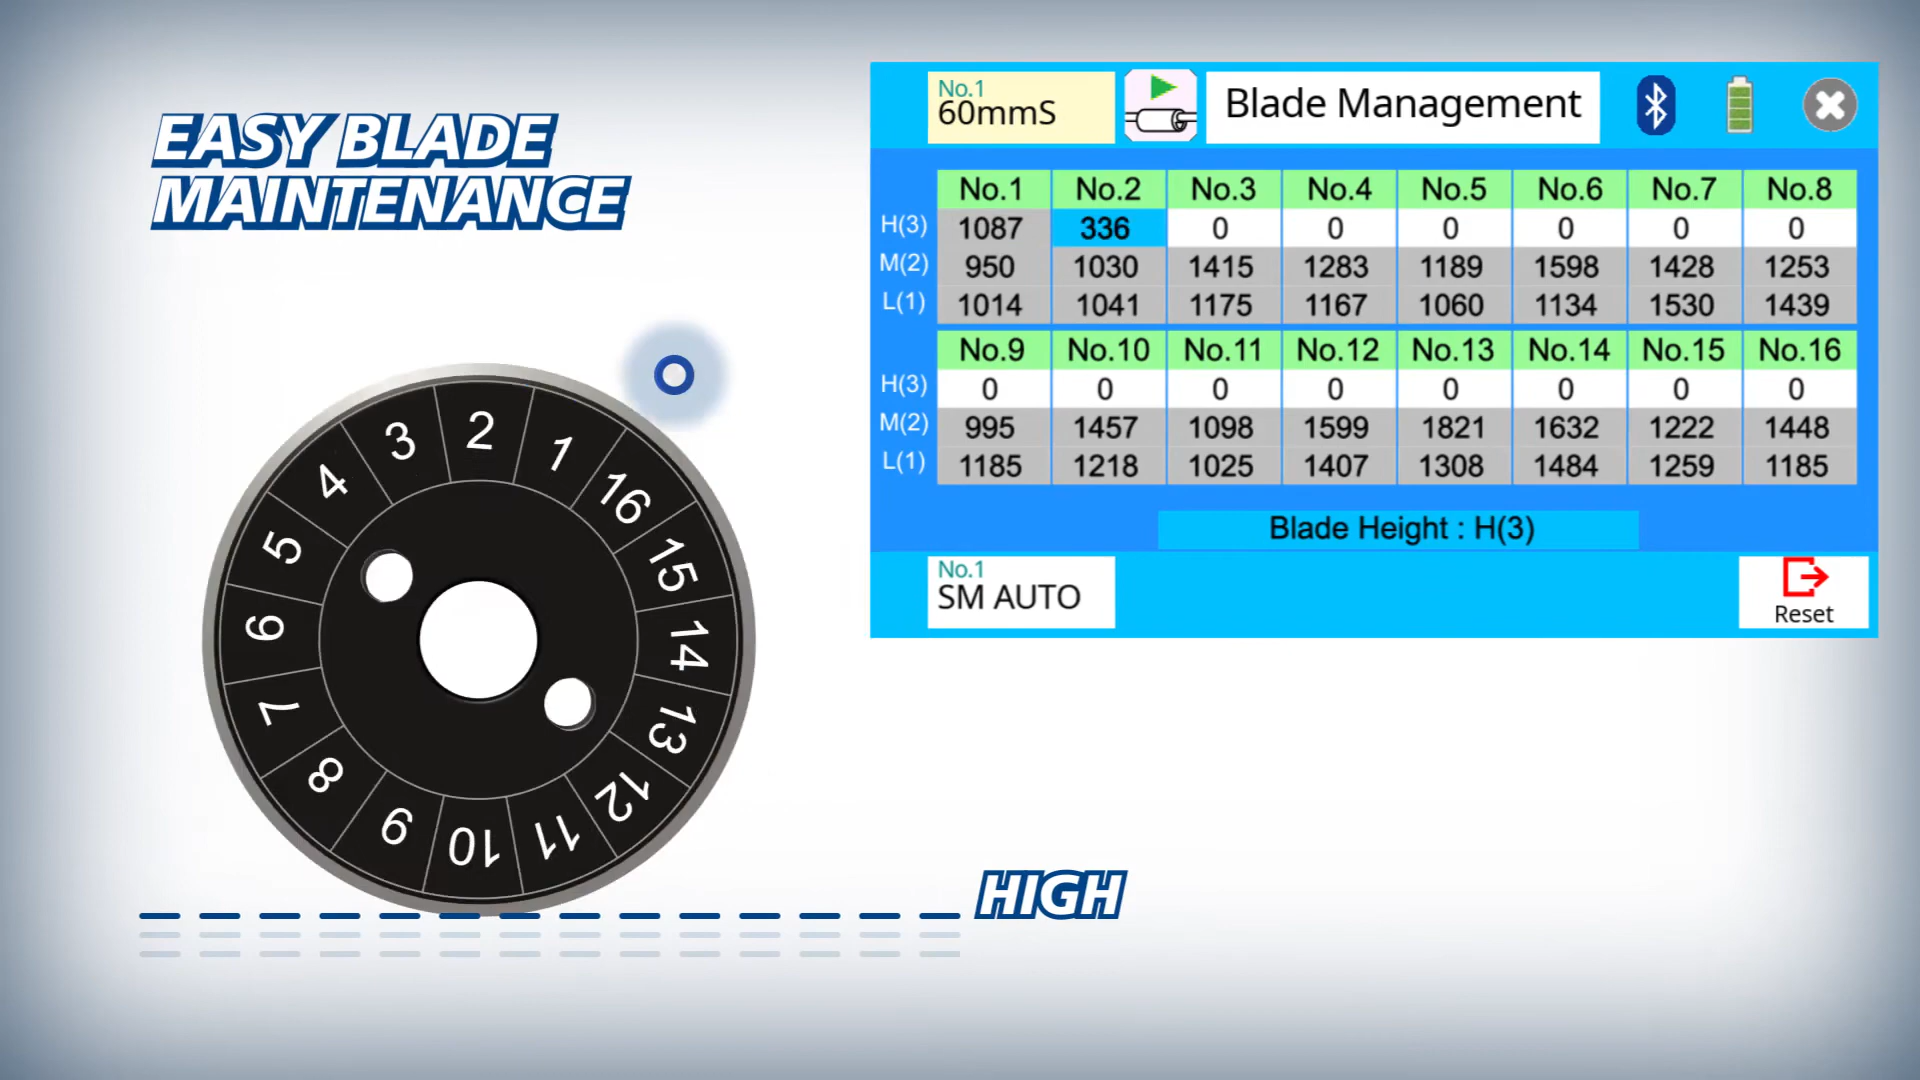 EASY BLADE
MAINTENANCE
No.1
60mmS
Blade Management
No.1 No.2 No.3 No.4 No.5 No.6 No.7 No.8
H(3) 1087 336 0 0 0 0 0 0
M(2) 950 1030 1415 1283 1189 1598 1428 1253
L(1) 1014 1041 1175 1167 1060 1134 1530 1439
No.9 No.10 No.11 No.12 No.13 No.14 No.15 No.16
H(3) 0 0 0 0 0 0 0 0
M(2) 995 1457 1098 1599 1821 1632 1222 1448
L(1) 1185 1218 1025 1407 1308 1484 1259 1185
Blade Height : H(3)
No.1
SM AUTO
Reset
1
2
3
4
5
6
7
8
9
10
11
12
13
14
15
16
HIGH